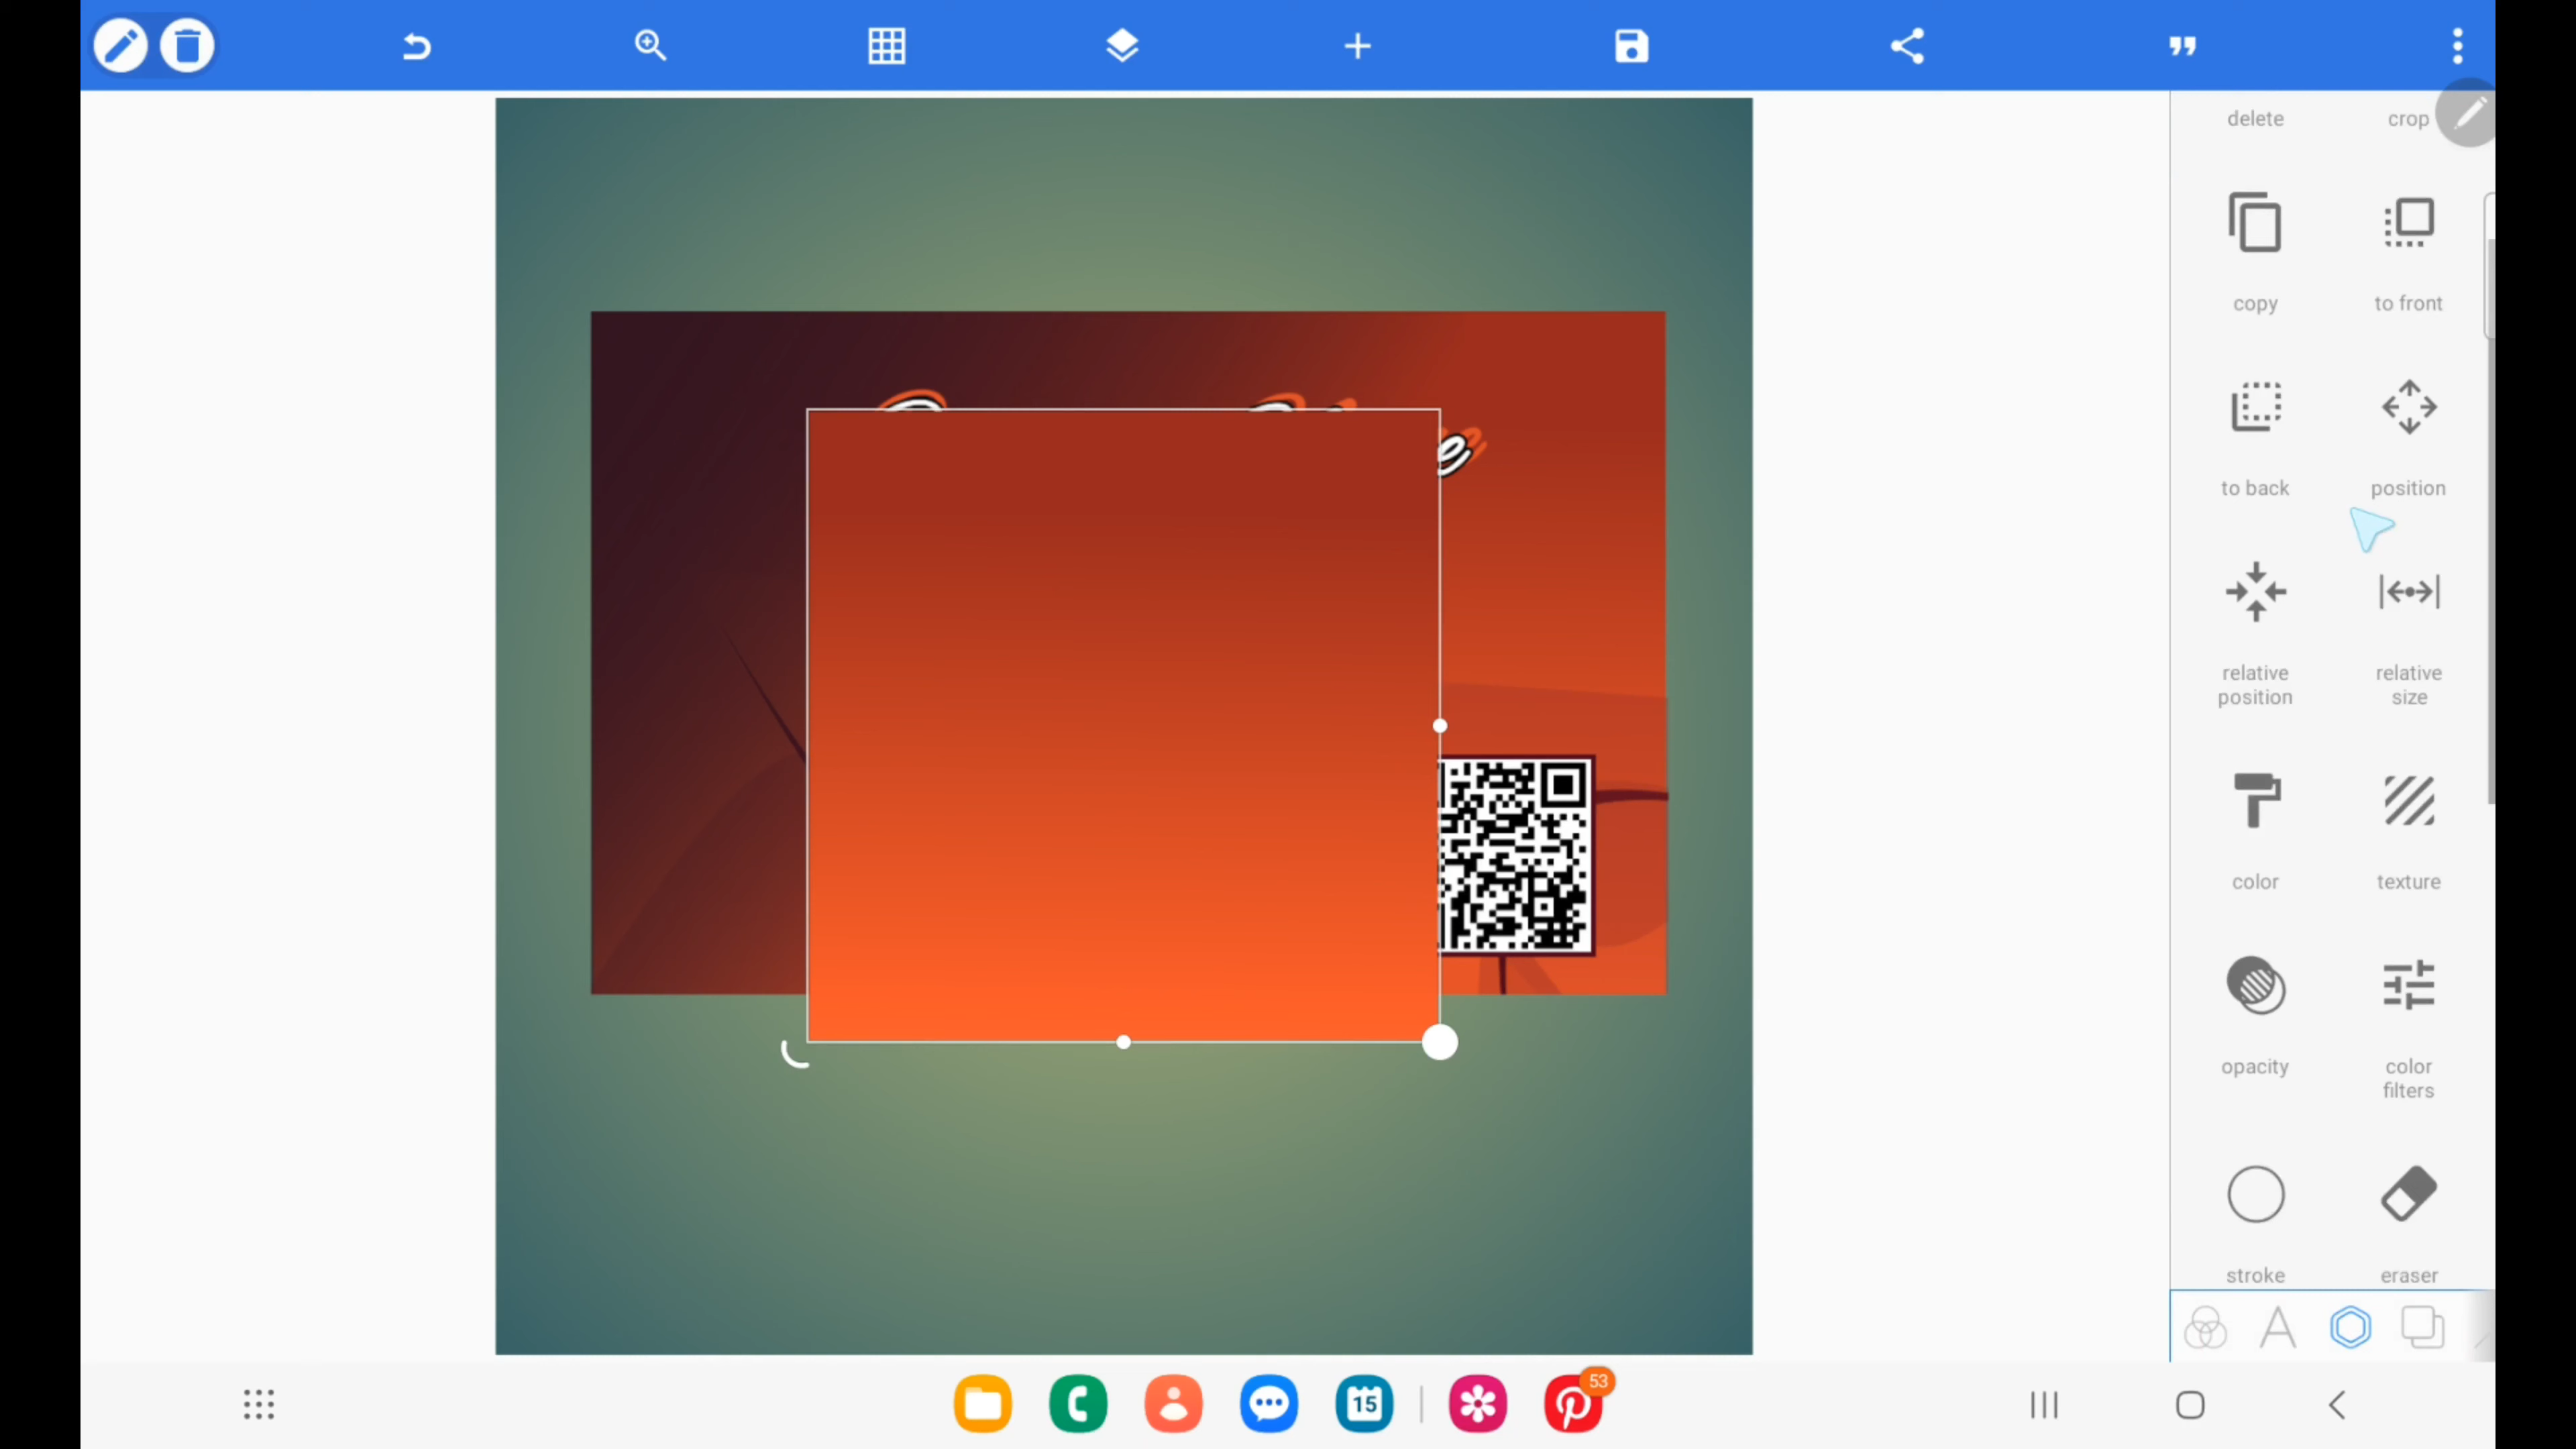 delete crop
copy to front
to back position
relative position relative size
color texture
opacity color filters
stroke eraser
15
53
e